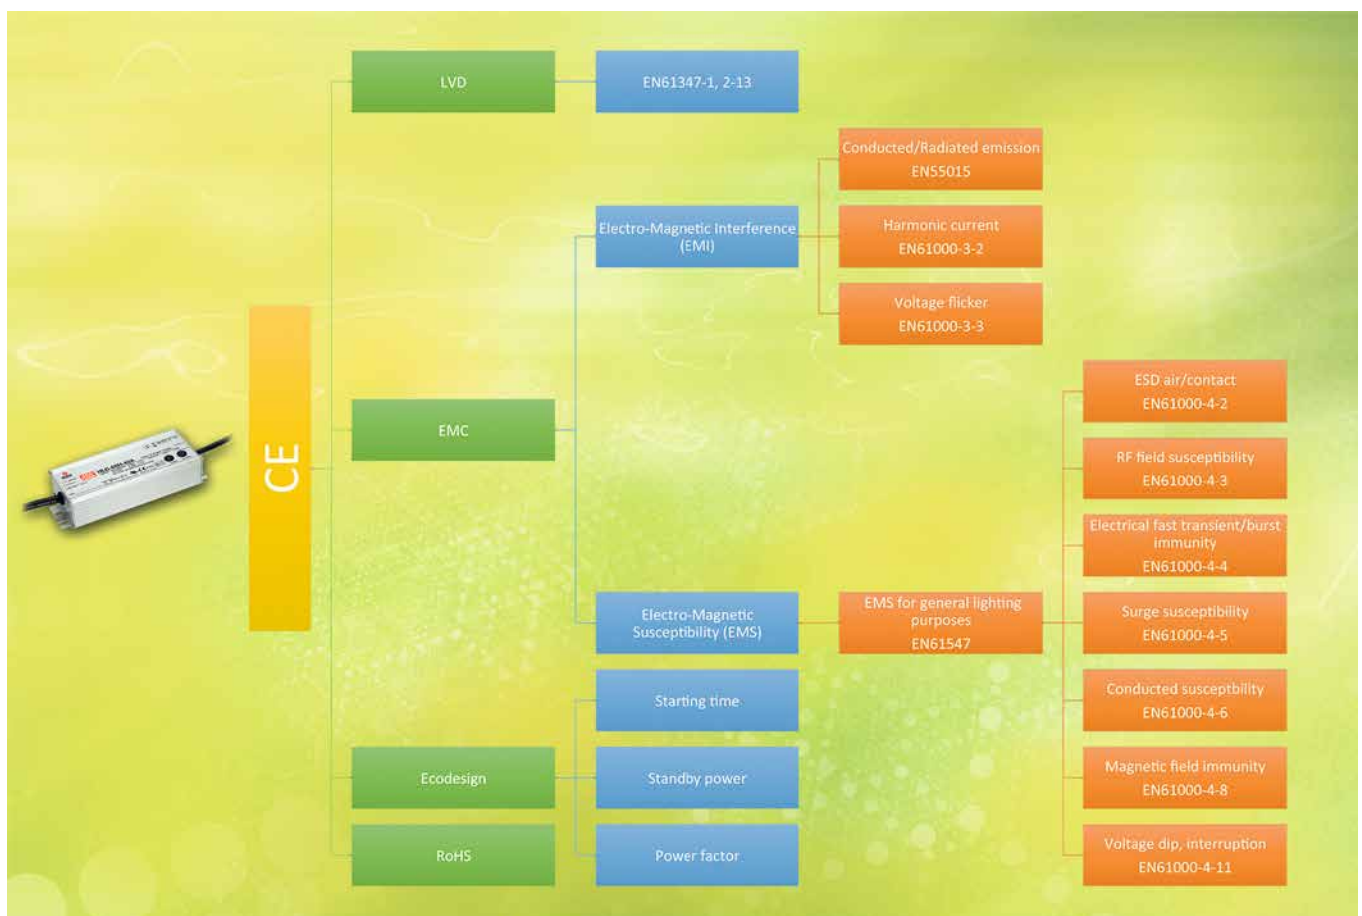 CE
LVD
EN61347-1, 2-13
EMC
Electro-Magnetic Interference
(EMI)
Conducted/Radiated emission
EN55015
Harmonic current
EN61000-3-2
Voltage flicker
EN61000-3-3
Electro-Magnetic
Susceptibility (EMS)
EMS for general lighting
purposes
EN61547
ESD air/contact
EN61000-4-2
RF field susceptibility
EN61000-4-3
Electrical fast transient/burst
immunity
EN61000-4-4
Surge susceptibility
EN61000-4-5
Conducted susceptbility
EN61000-4-6
Magnetic field immunity
EN61000-4-8
Voltage dip, interruption
EN61000-4-11
Ecodesign
Starting time
Standby power
Power factor
RoHS